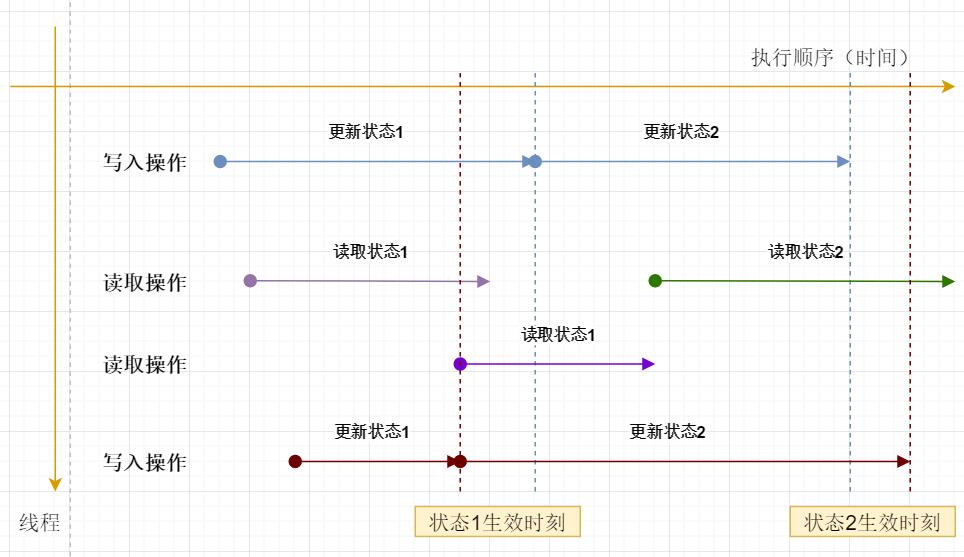 执行顺序（时间）
更新状态1
更新状态2
写入操作
读取状态1
读取状态2
读取操作
读取状态1
读取操作
更新状态1
更新状态2
写入操作
线程
状态1生效时刻
状态2生效时刻